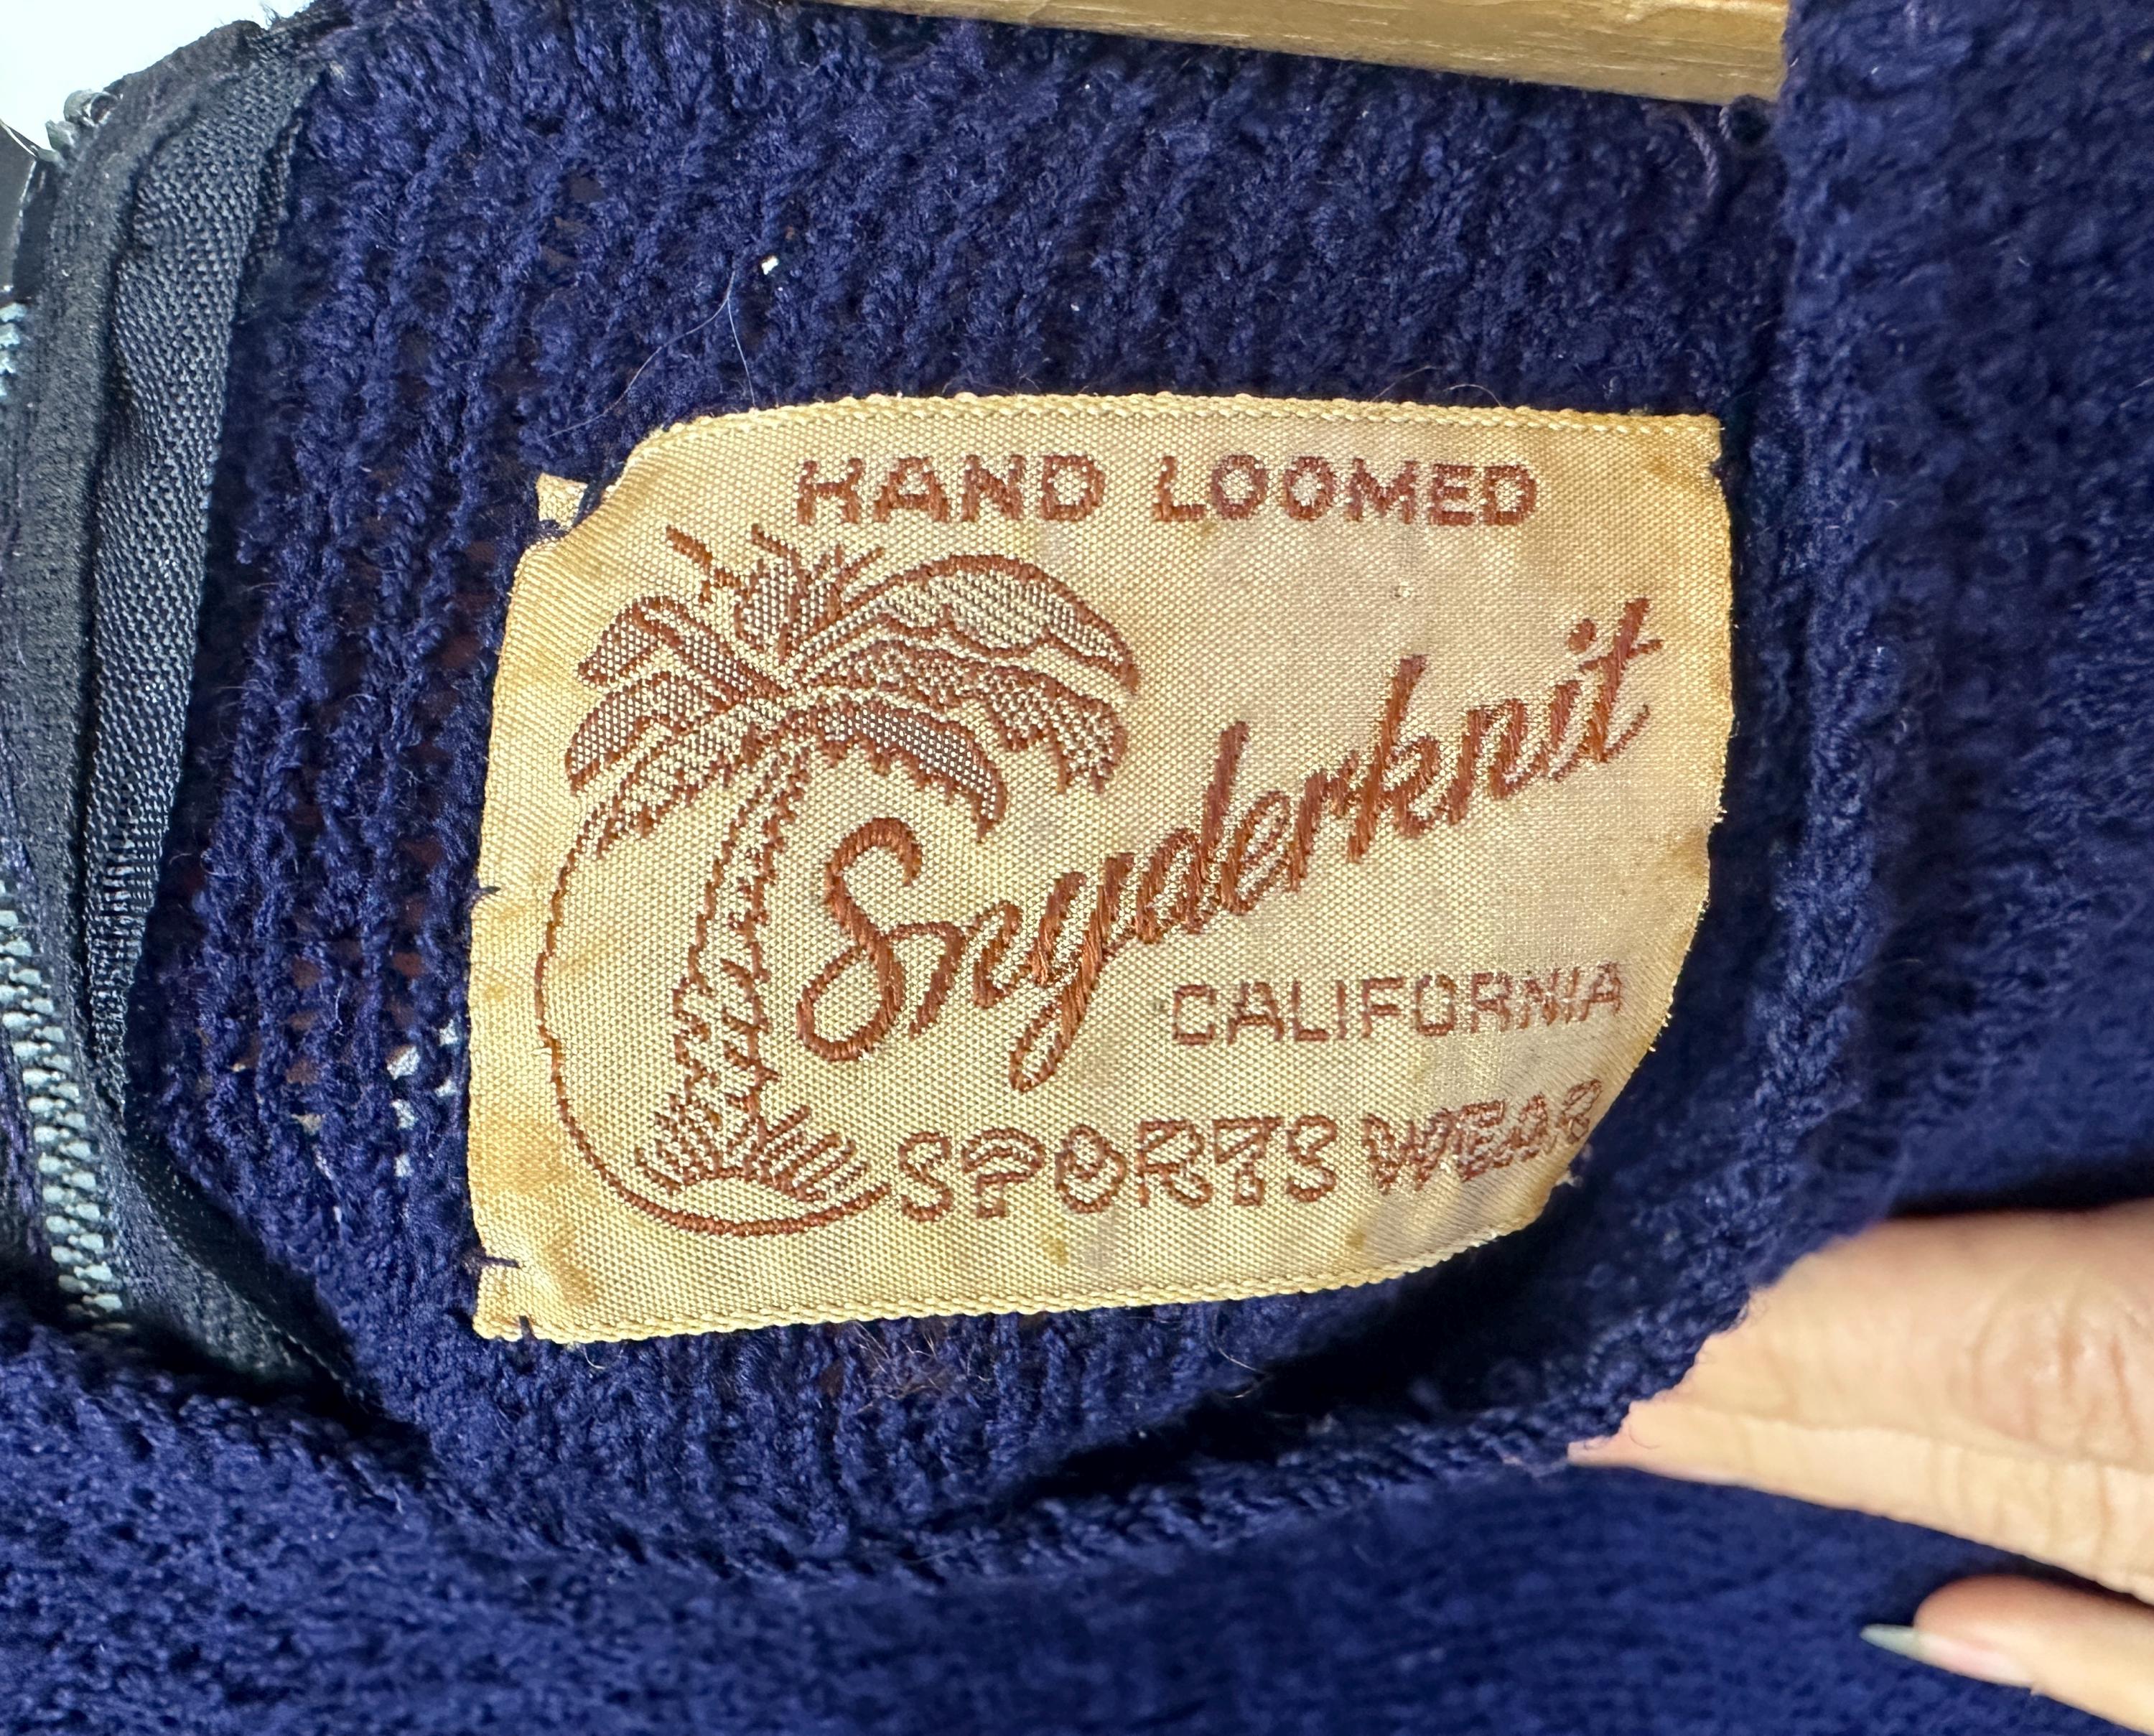 HAND LOOMED
Snyderknit
CALIFORNIA
SPORTS WEAR